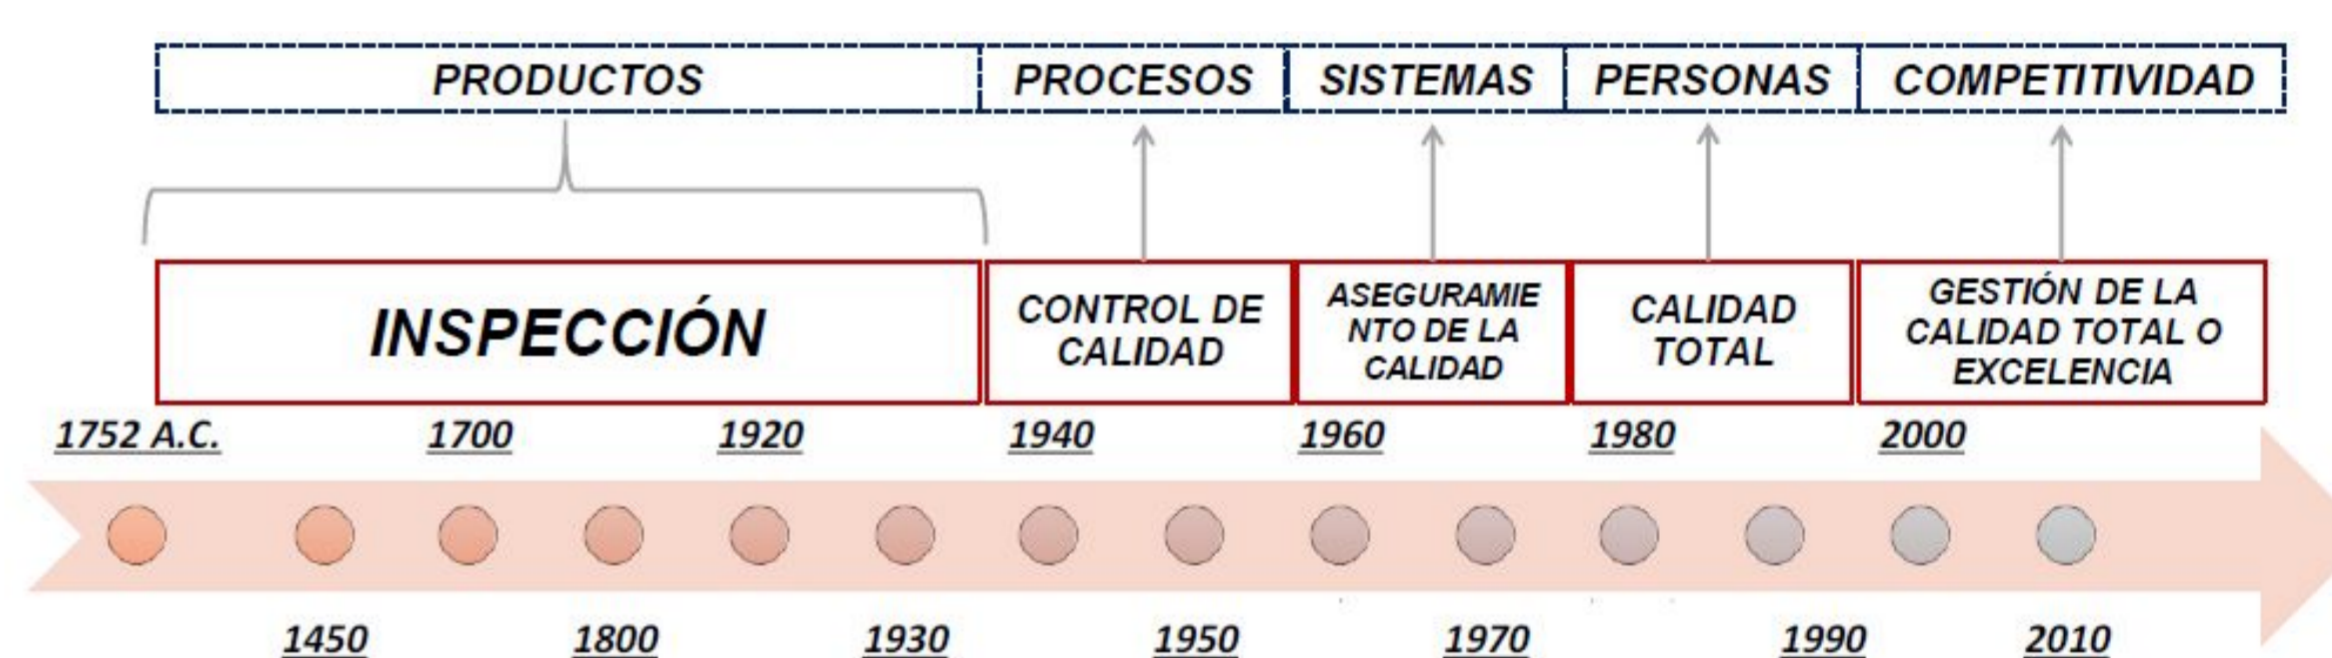 PRODUCTOS PROCESOS SISTEMAS PERSONAS COMPETITIVIDAD
INSPECCIÓN
CONTROL DE
CALIDAD
ASEGURAMIE
NTO DE LA
CALIDAD
CALIDAD
TOTAL
GESTIÓN DE LA
CALIDAD TOTAL O
EXCELENCIA
1752 A.C. 1700 1920 1940 1960 1980 2000
1450 1800 1930 1950 1970 1990 2010